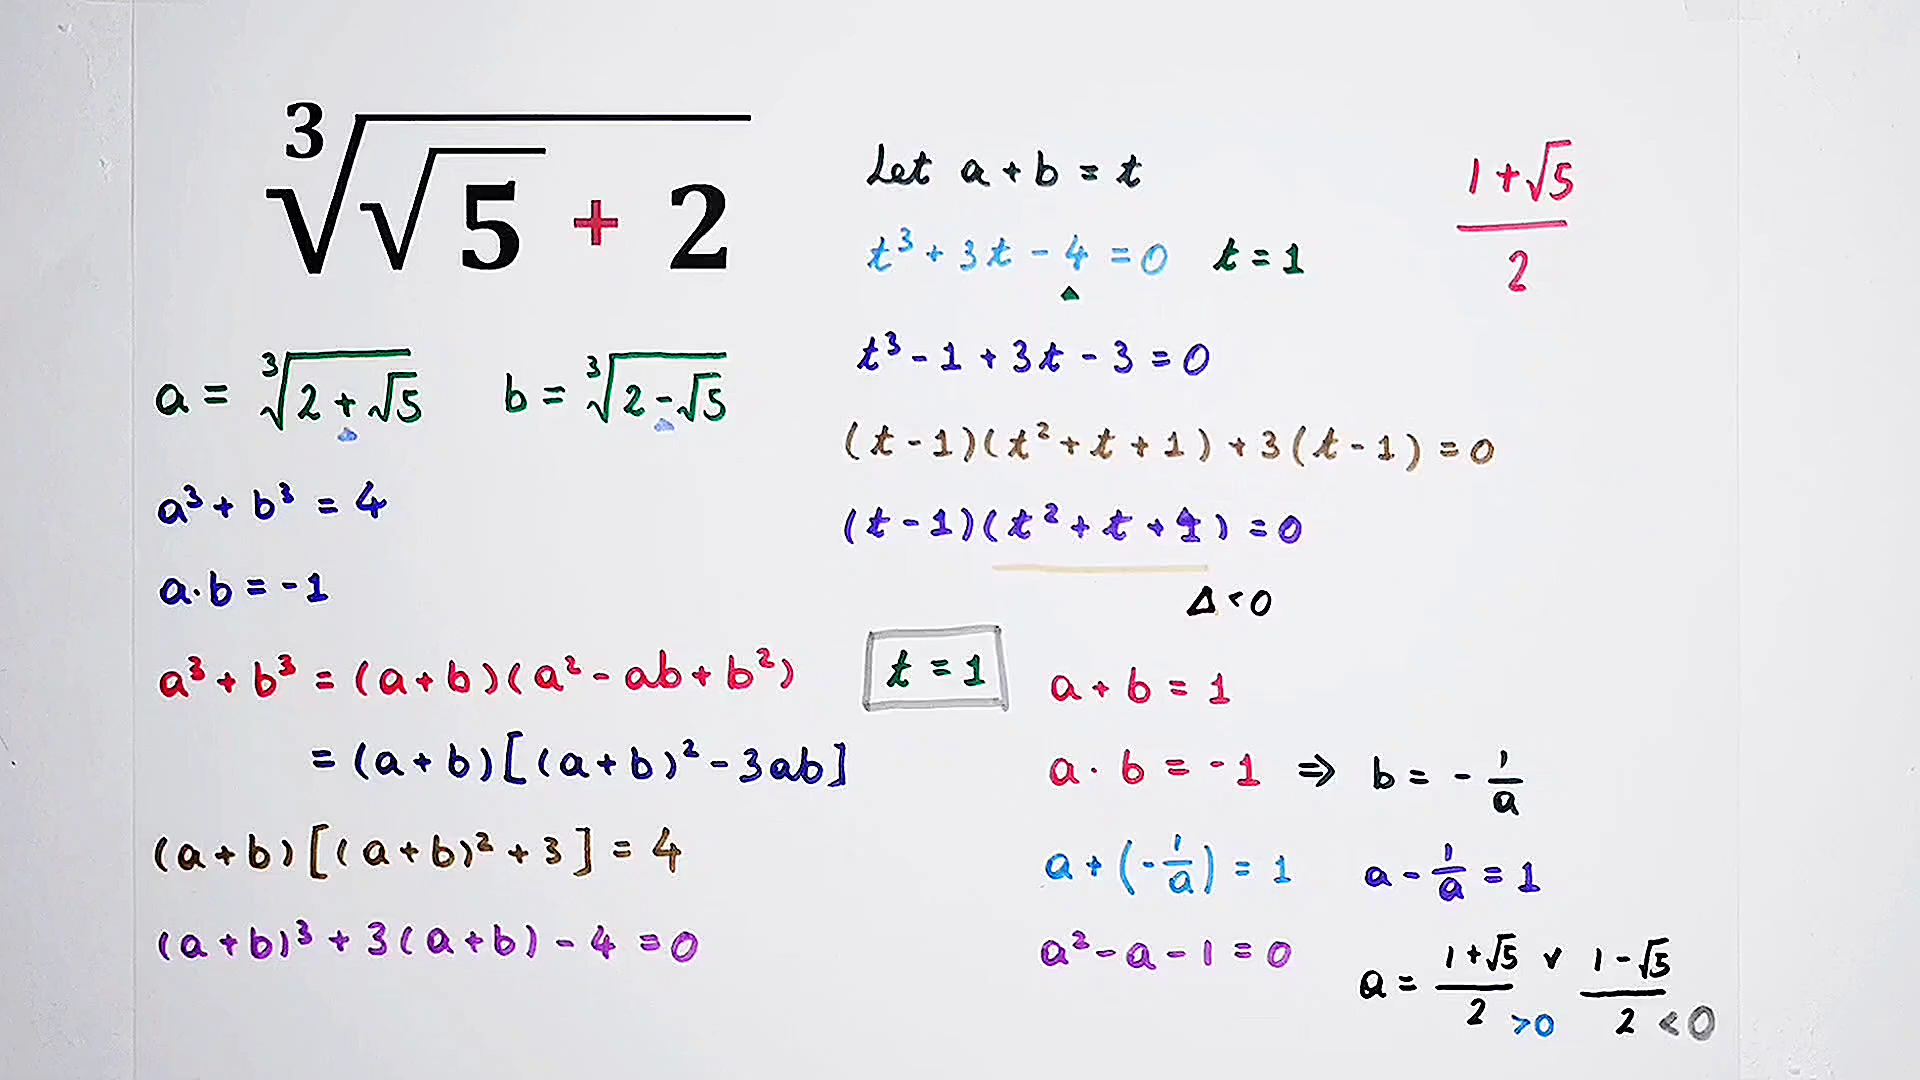 ∛(√5 + 2)
a = ∛(2 + √5)   b = ∛(2 - √5)
a³ + b³ = 4
a·b = -1
a³ + b³ = (a + b)(a² - ab + b²)
= (a + b)[(a + b)² - 3ab]
(a + b)[(a + b)² + 3] = 4
(a + b)³ + 3(a + b) - 4 = 0
Let a + b = t
t³ + 3t - 4 = 0   t = 1
t³ - 1 + 3t - 3 = 0
(t - 1)(t² + t + 1) + 3(t - 1) = 0
(t - 1)(t² + t + 4) = 0
Δ < 0
t = 1
a + b = 1
a · b = -1 ⇒ b = - 1/a
a + (- 1/a) = 1   a - 1/a = 1
a² - a - 1 = 0
a = (1 + √5)/2 > 0 ∨ (1 - √5)/2 < 0
(1 + √5)/2